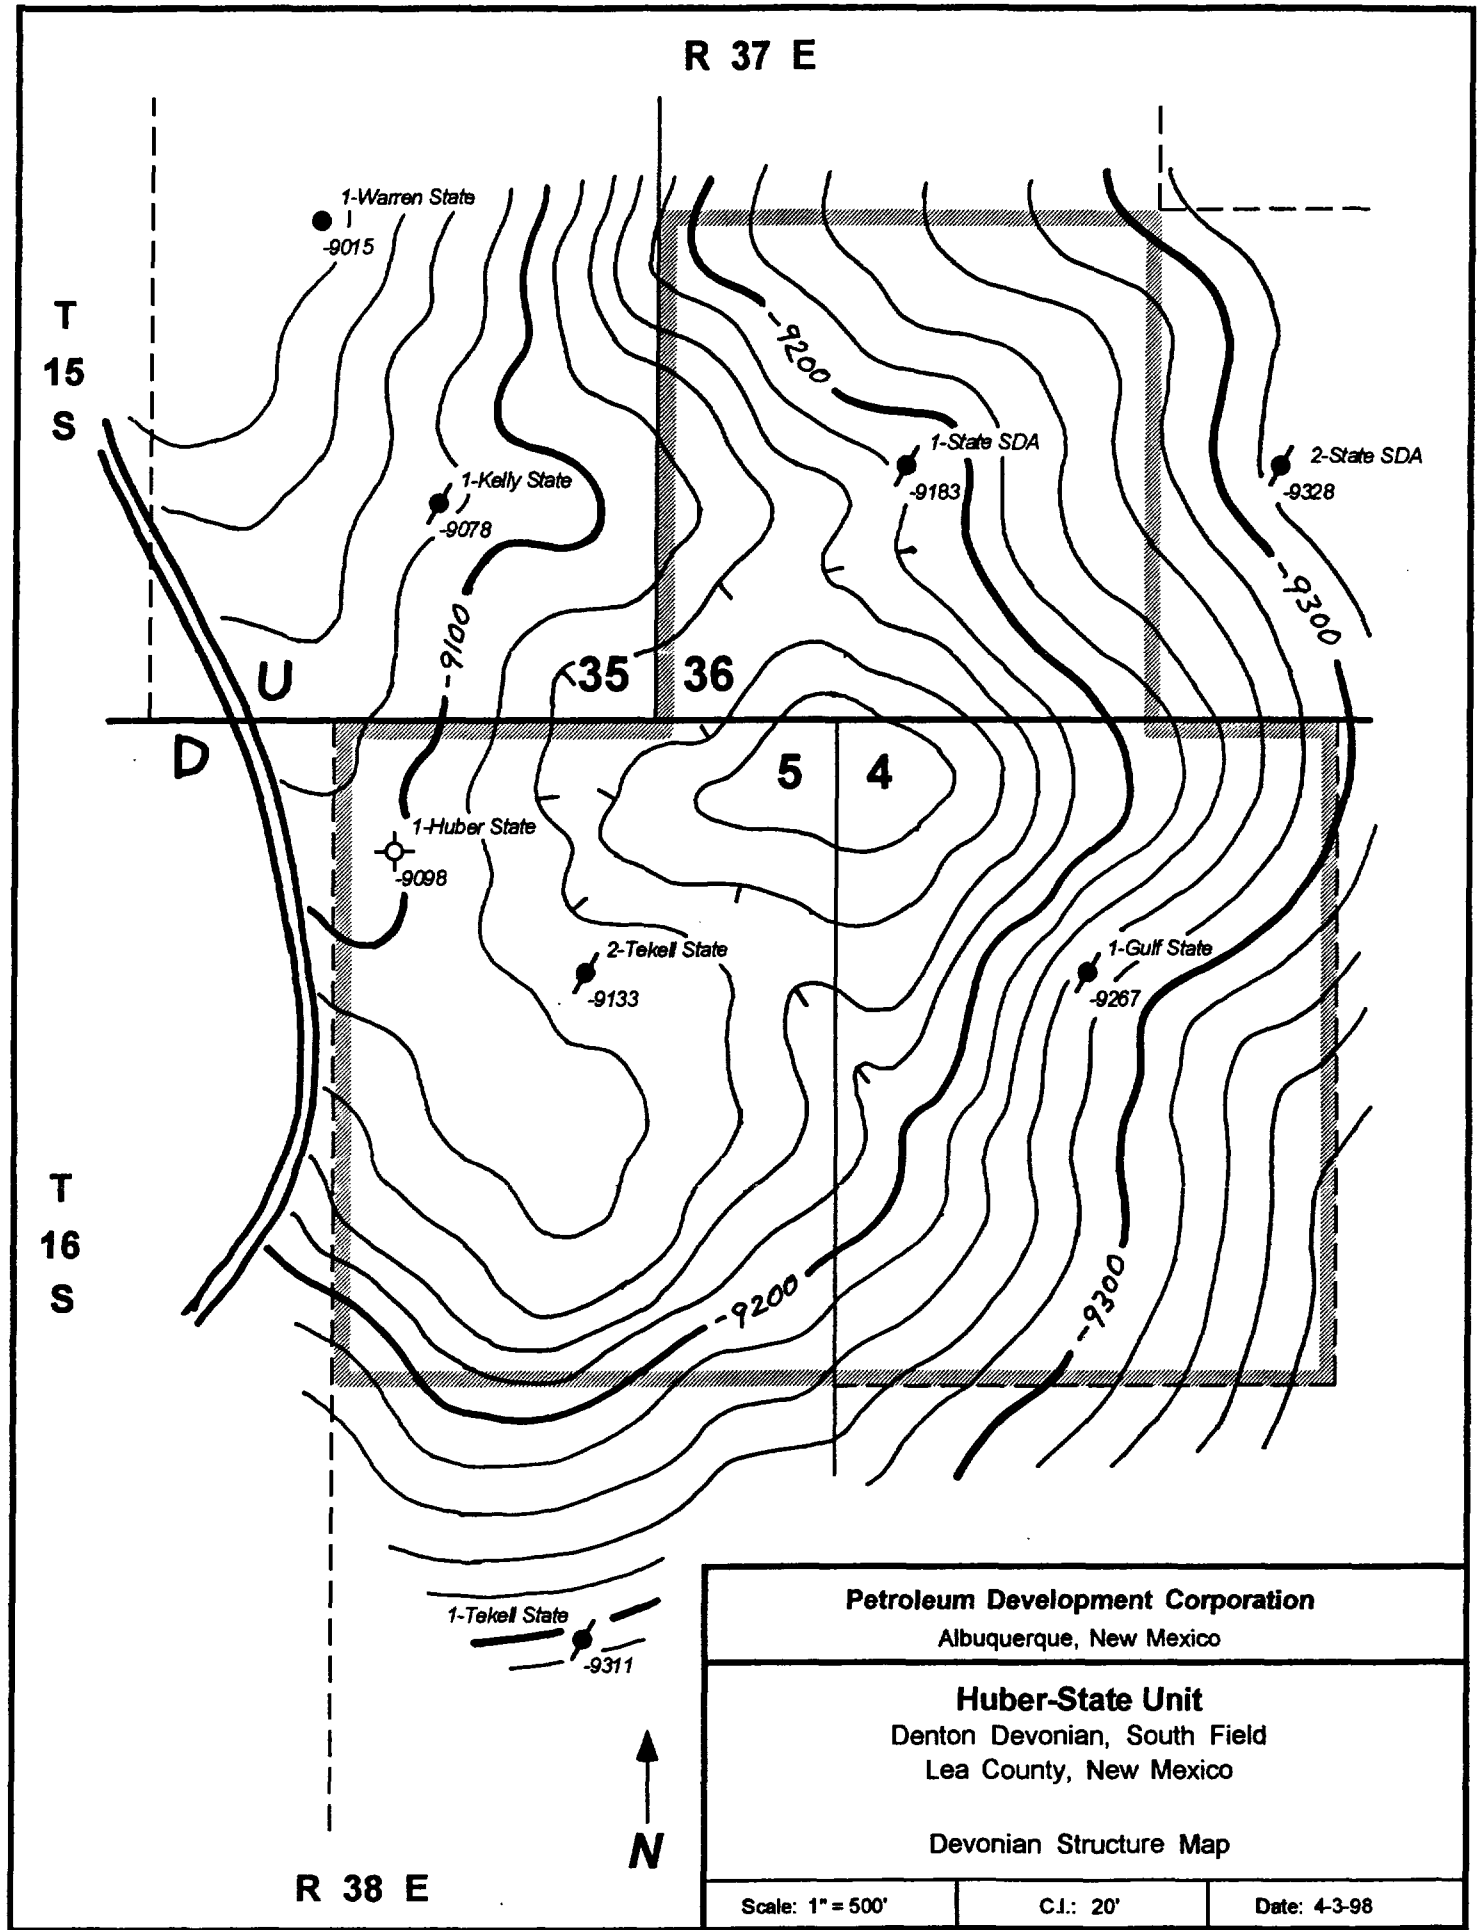 R 37 E
1-Warren State
-9015
T
15
S
-9200
1-State SDA
-9183
2-State SDA
-9328
1-Kelly State
-9078
-9300
-9100
U
35
36
D
5
4
1-Huber State
-9098
2-Tekell State
-9133
1-Gulf State
-9267
T
16
S
-9200
-9300
1-Tekell State
-9311
N
R 38 E
Petroleum Development Corporation
Albuquerque, New Mexico
Huber-State Unit
Denton Devonian, South Field
Lea County, New Mexico
Devonian Structure Map
Scale: 1" = 500'
C.I.: 20'
Date: 4-3-98